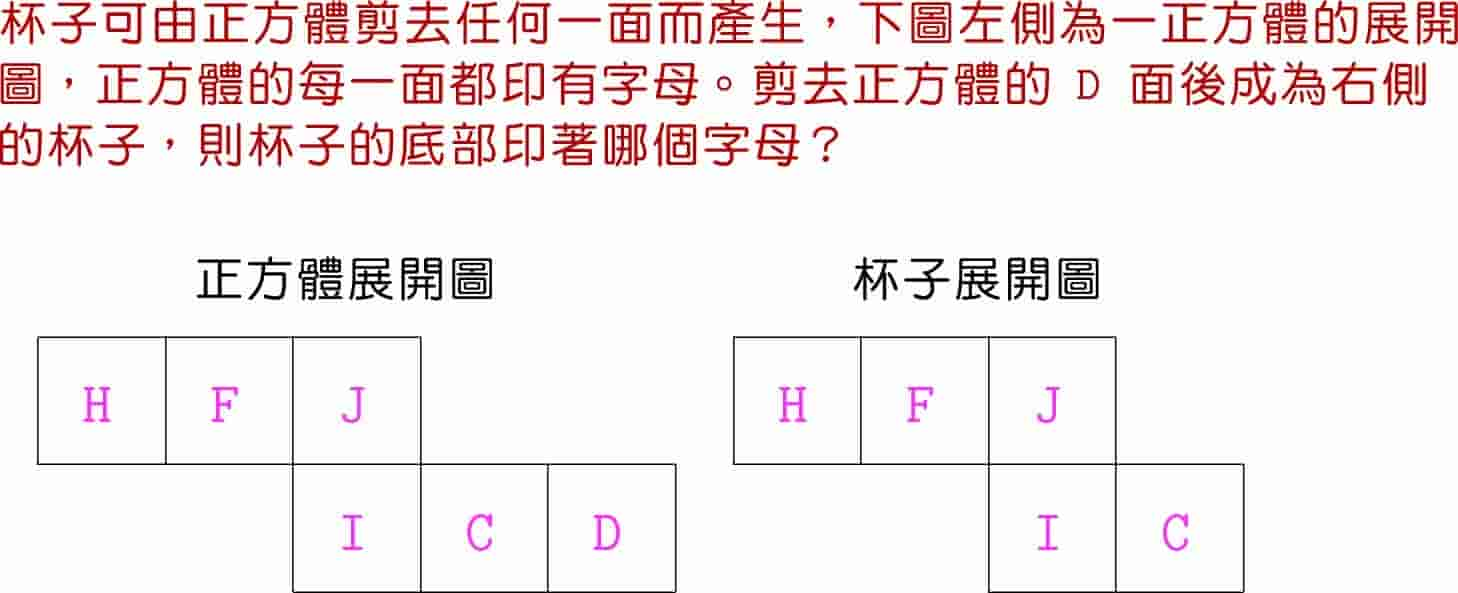 杯子可由正方體剪去任何一面而產生，下圖左側為一正方體的展開
圖，正方體的每一面都印有字母。剪去正方體的 D 面後成為右側
的杯子，則杯子的底部印著哪個字母？
正方體展開圖
杯子展開圖
H F J
I C D
H F J
I C